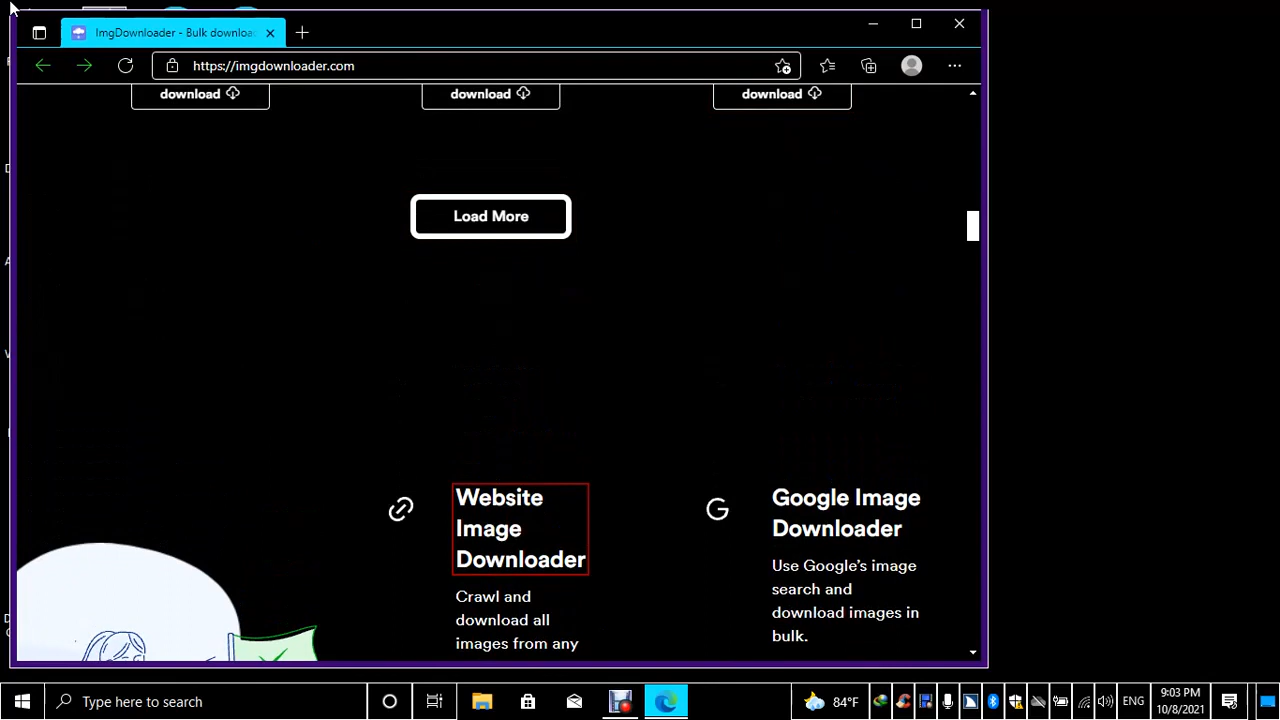 ImgDownloader - Bulk downloa
https://imgdownloader.com
download
download
download
Load More
Website
Image
Downloader
Crawl and
download all
images from any
Google Image
Downloader
Use Google’s image
search and
download images in
bulk.
Type here to search
84°F
ENG
9:03 PM
10/8/2021